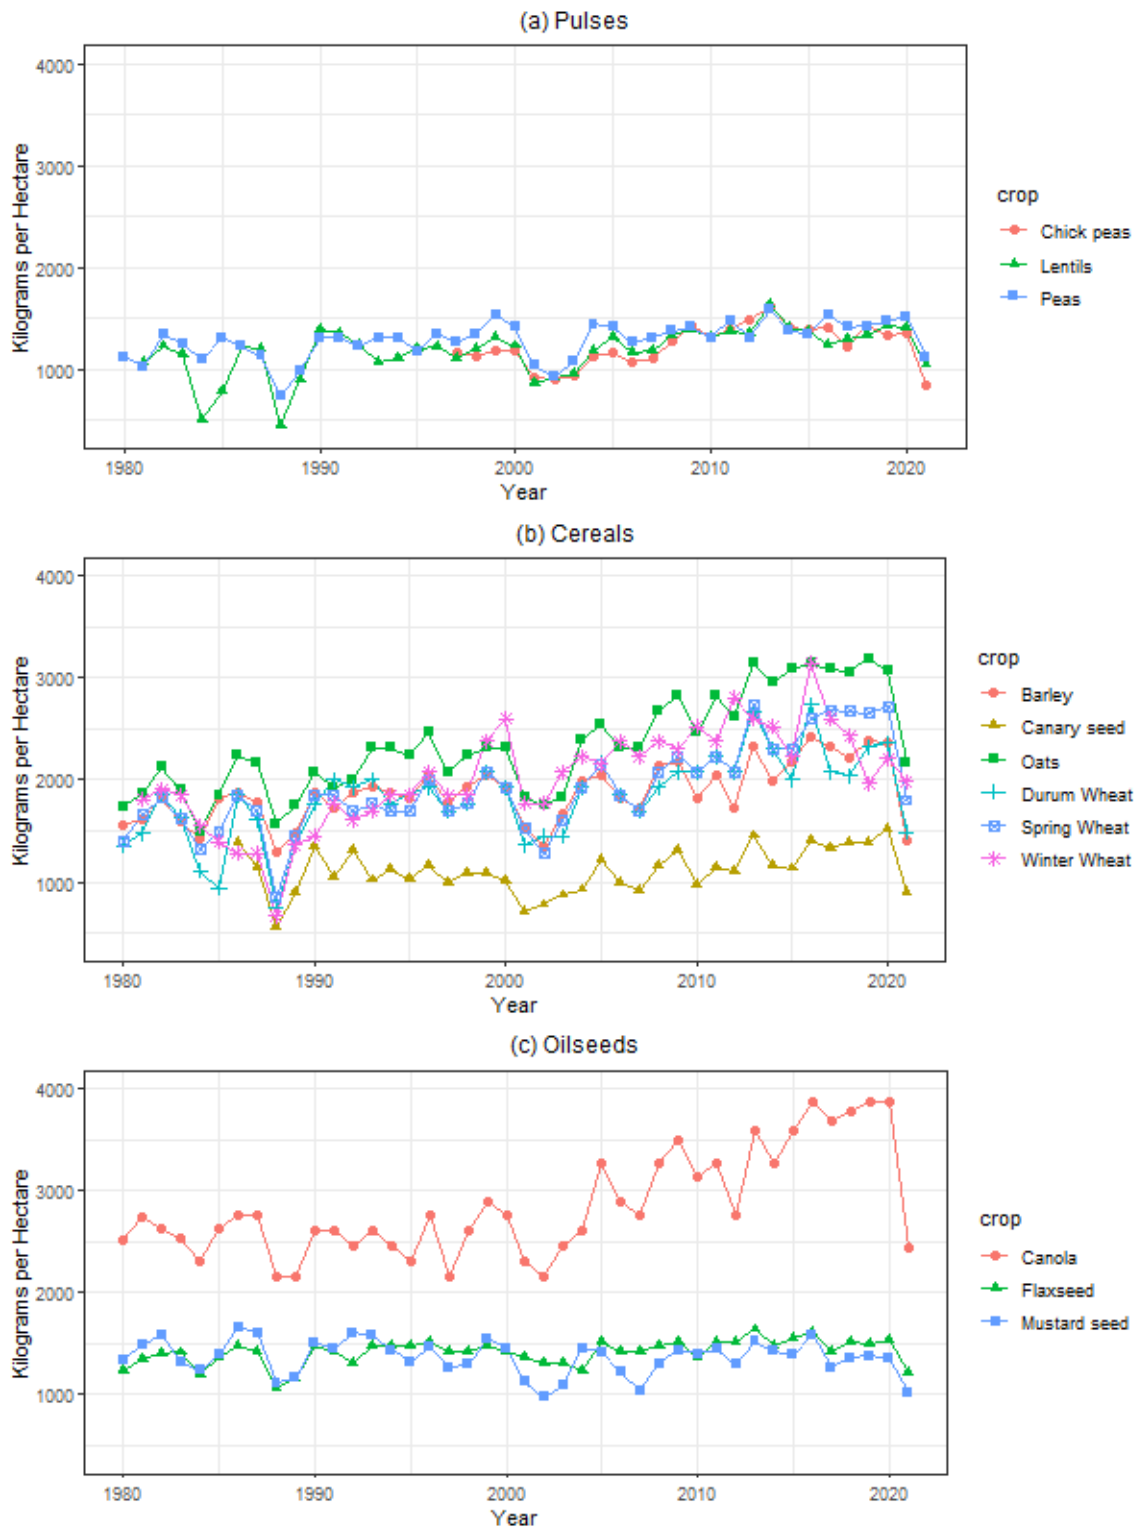 (a) Pulses
4000
3000
2000
1000
Kilograms per Hectare
1980 1990 2000 2010 2020
Year
crop
Chick peas
Lentils
Peas
(b) Cereals
4000
3000
2000
1000
Kilograms per Hectare
1980 1990 2000 2010 2020
Year
crop
Barley
Canary seed
Oats
Durum Wheat
Spring Wheat
Winter Wheat
(c) Oilseeds
4000
3000
2000
1000
Kilograms per Hectare
1980 1990 2000 2010 2020
Year
crop
Canola
Flaxseed
Mustard seed